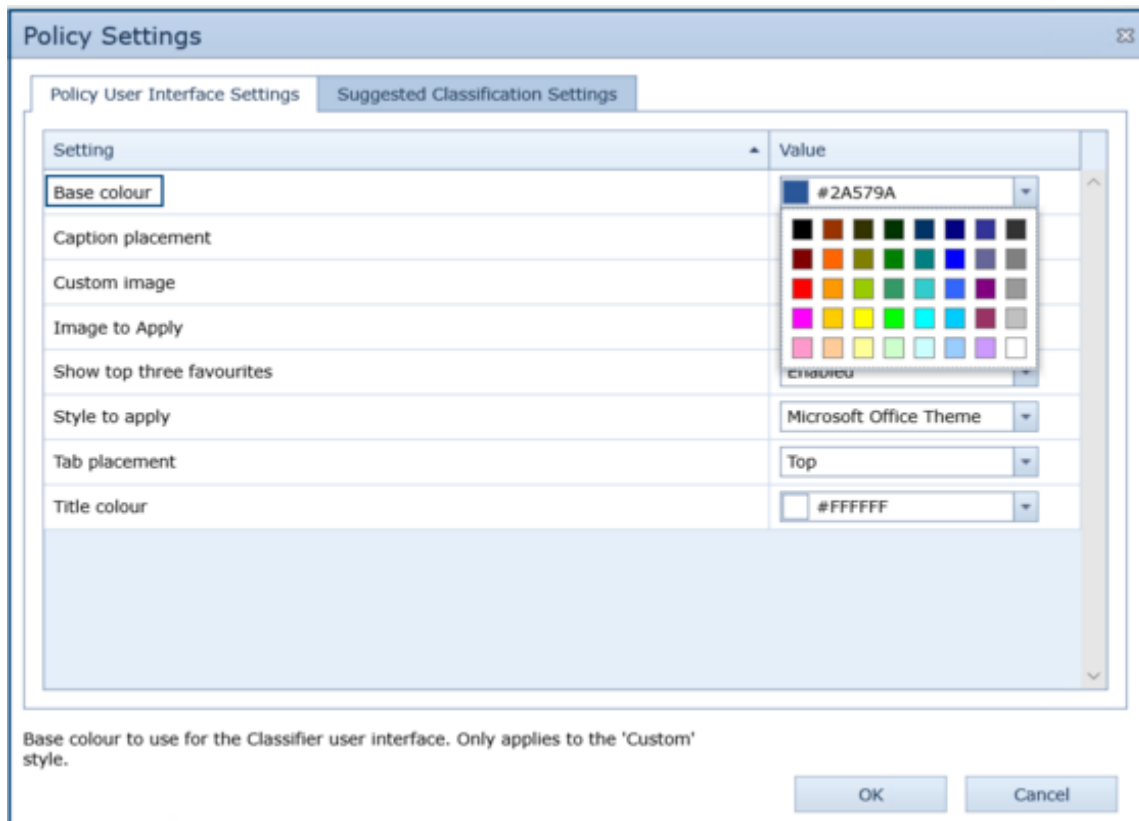 Policy Settings
Policy User Interface Settings
Suggested Classification Settings
Setting
Value
Base colour
#2A579A
Caption placement
Custom image
Image to Apply
Show top three favourites
Enabled
Style to apply
Microsoft Office Theme
Tab placement
Top
Title colour
#FFFFFF
Base colour to use for the Classifier user interface. Only applies to the 'Custom'
style.
OK
Cancel